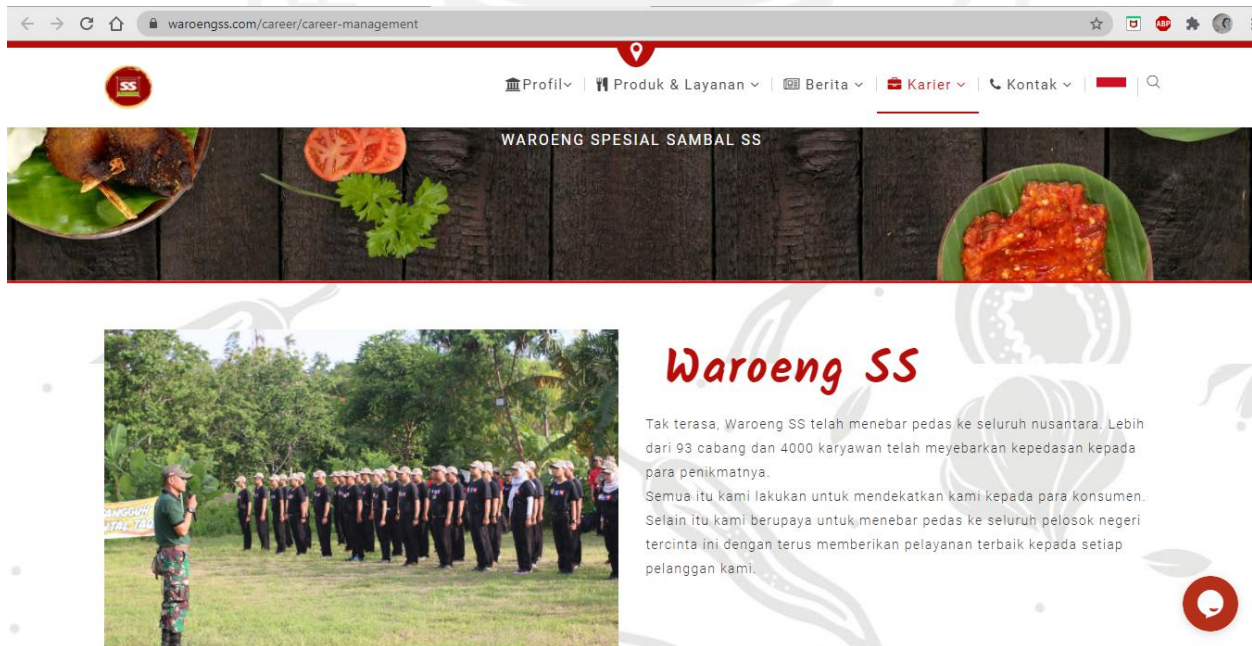 waroengss.com/career/career-management
ABP
SS
Profil
Produk & Layanan
Berita
Karier
Kontak
WAROENG SPESIAL SAMBAL SS
Waroeng SS
Tak terasa, Waroeng SS telah menebar pedas ke seluruh nusantara. Lebih
dari 93 cabang dan 4000 karyawan telah meyebarkan kepedasan kepada
para penikmatnya.
Semua itu kami lakukan untuk mendekatkan kami kepada para konsumen.
Selain itu kami berupaya untuk menebar pedas ke seluruh pelosok negeri
tercinta ini dengan terus memberikan pelayanan terbaik kepada setiap
pelanggan kami.